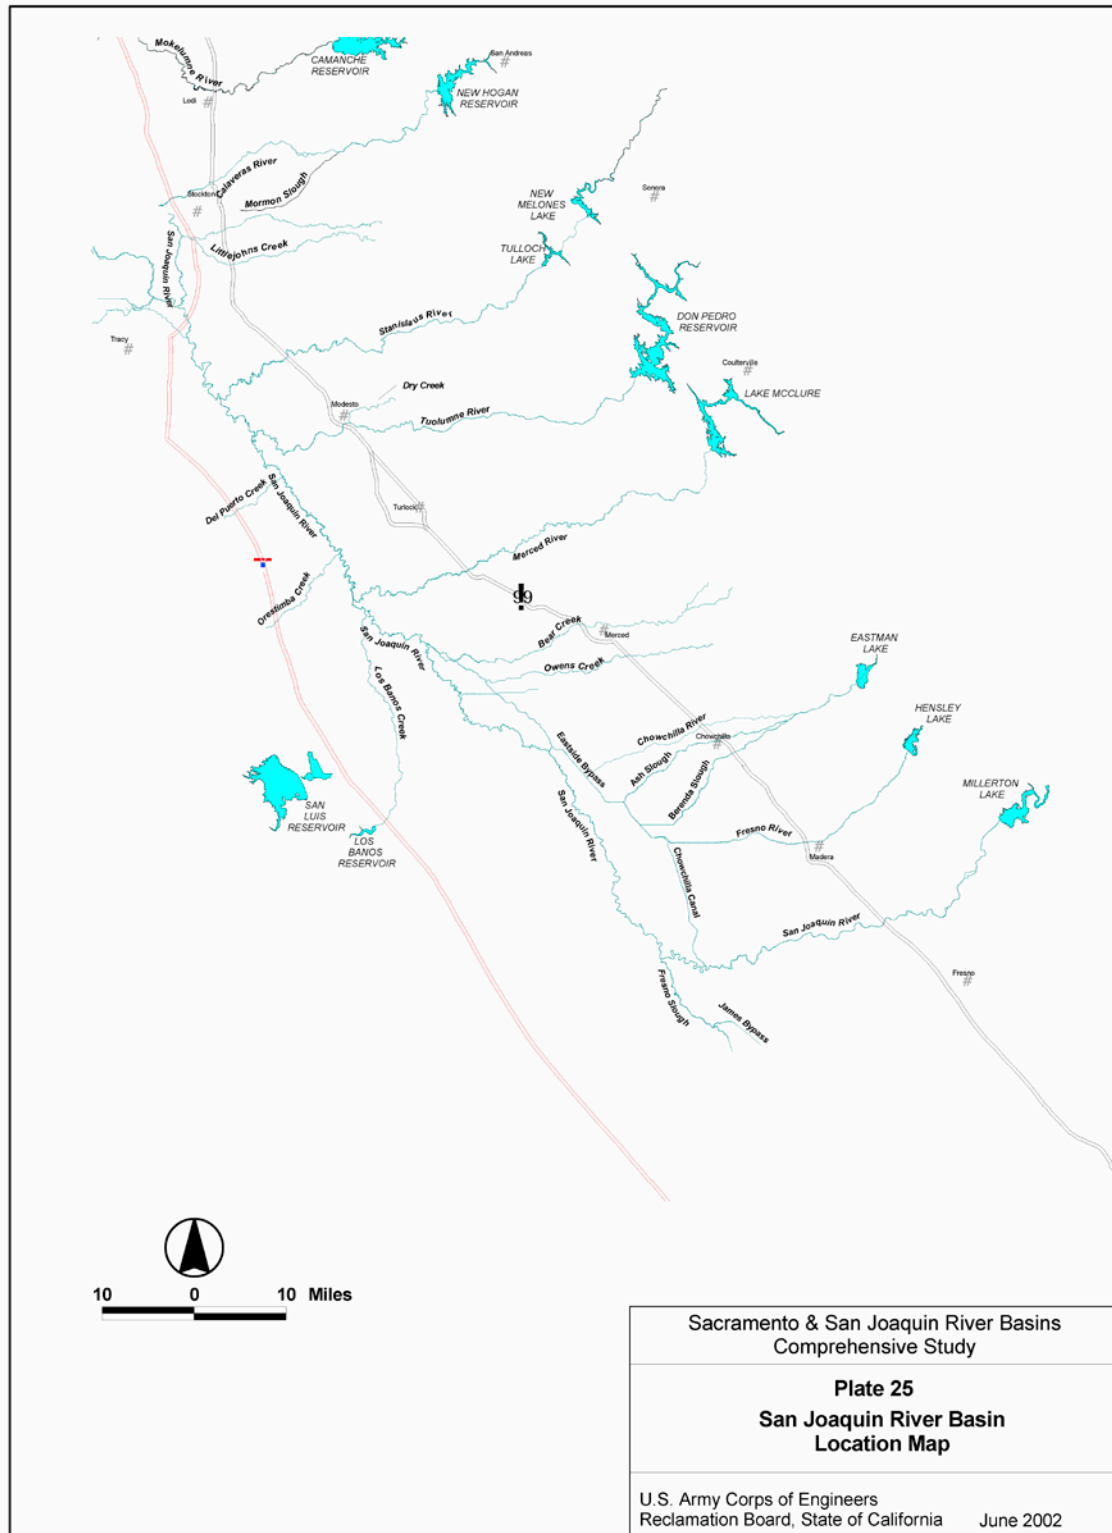 Mokelumne River
CAMANCHE
RESERVOIR
San Andreas
Lodi
NEW HOGAN
RESERVOIR
Calaveras River
Mormon Slough
Stockton
NEW
MELONES
LAKE
Sonora
San Joaquin River
Littlejohns Creek
TULLOCH
LAKE
Stanislaus River
DON PEDRO
RESERVOIR
Tracy
Coulterville
LAKE MCCLURE
Dry Creek
Modesto
Tuolumne River
Del Puerto Creek
San Joaquin River
Turlock
Merced River
Orestimba Creek
99
San Joaquin River
Bear Creek
Merced
Owens Creek
EASTMAN
LAKE
Los Banos Creek
HENSLEY
LAKE
Chowchilla River
Chowchilla
Eastside Bypass
Ash Slough
Berenda Slough
MILLERTON
LAKE
SAN
LUIS
RESERVOIR
San Joaquin River
LOS
BANOS
RESERVOIR
Fresno River
Madera
Chowchilla Canal
San Joaquin River
Fresno
Fresno Slough
James Bypass
10 0 10 Miles
Sacramento & San Joaquin River Basins
Comprehensive Study
Plate 25
San Joaquin River Basin
Location Map
U.S. Army Corps of Engineers
Reclamation Board, State of California June 2002